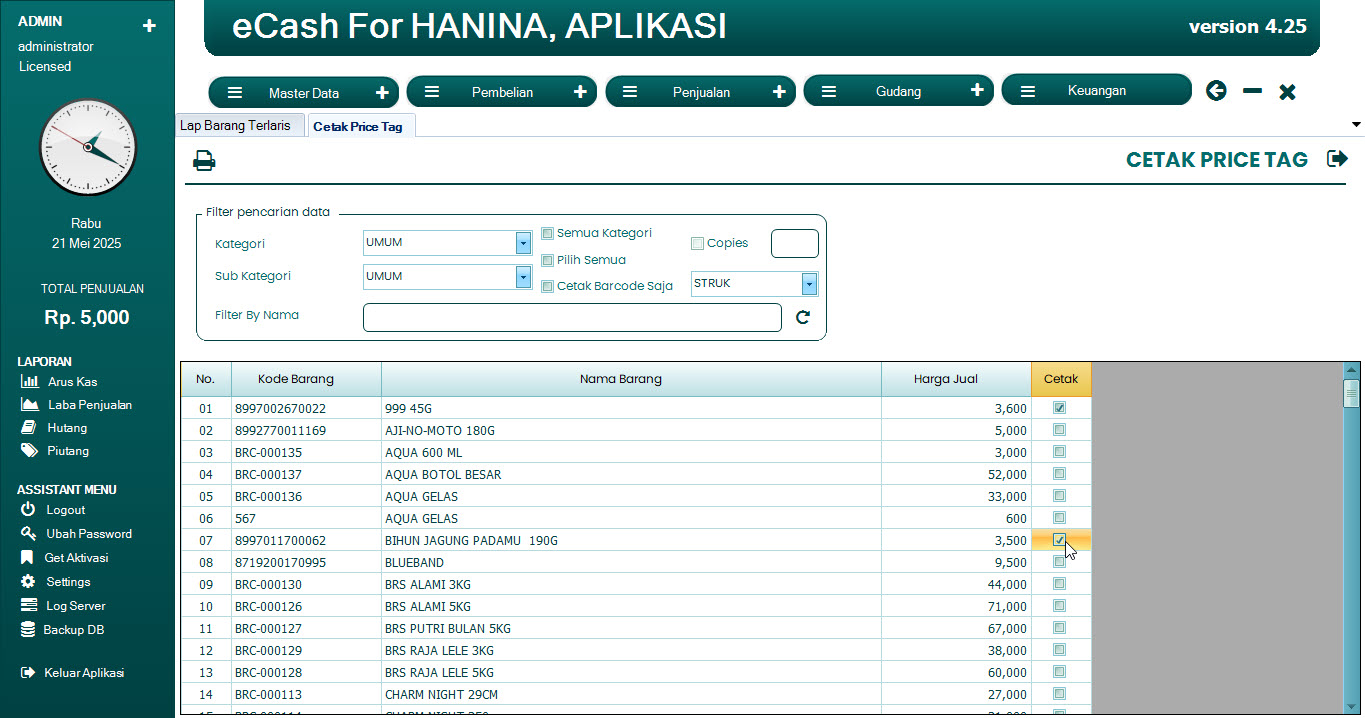 ADMIN
administrator
Licensed
Rabu
21 Mei 2025
TOTAL PENJUALAN
Rp. 5,000
LAPORAN
Arus Kas
Laba Penjualan
Hutang
Piutang
ASSISTANT MENU
Logout
Ubah Password
Get Aktivasi
Settings
Log Server
Backup DB
Keluar Aplikasi
eCash For HANINA, APLIKASI
version 4.25
Master Data Pembelian Penjualan Gudang Keuangan
Lap Barang Terlaris Cetak Price Tag
CETAK PRICE TAG
Filter pencarian data
Kategori UMUM Semua Kategori Copies
Pilih Semua
Sub Kategori UMUM Cetak Barcode Saja STRUK
Filter By Nama
No. Kode Barang Nama Barang Harga Jual Cetak
01 8997002670022 999 45G 3,600
02 8992770011169 AJI-NO-MOTO 180G 5,000
03 BRC-000135 AQUA 600 ML 3,000
04 BRC-000137 AQUA BOTOL BESAR 52,000
05 BRC-000136 AQUA GELAS 33,000
06 567 AQUA GELAS 600
07 8997011700062 BIHUN JAGUNG PADAMU  190G 3,500
08 8719200170995 BLUEBAND 9,500
09 BRC-000130 BRS ALAMI 3KG 44,000
10 BRC-000126 BRS ALAMI 5KG 71,000
11 BRC-000127 BRS PUTRI BULAN 5KG 67,000
12 BRC-000129 BRS RAJA LELE 3KG 38,000
13 BRC-000128 BRS RAJA LELE 5KG 60,000
14 BRC-000113 CHARM NIGHT 29CM 27,000